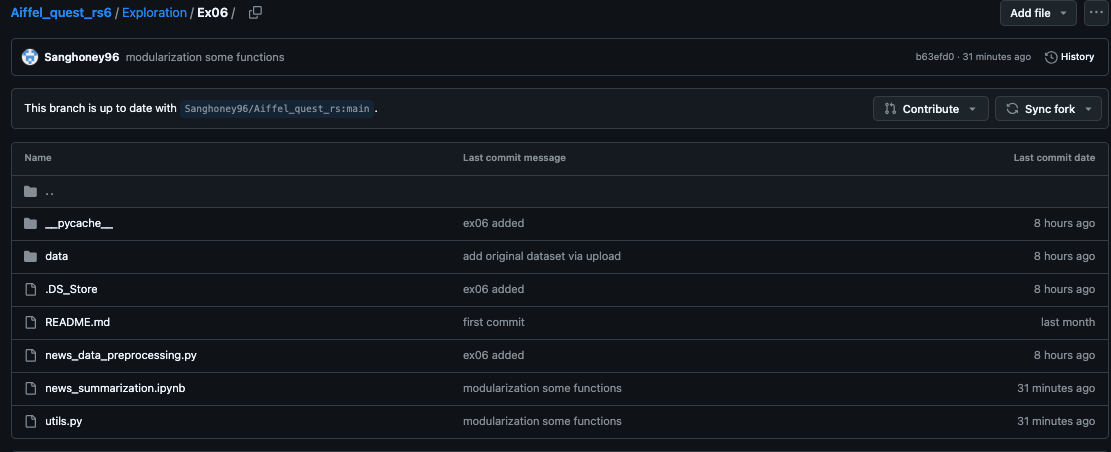 Aiffel_quest_rs6 / Exploration / Ex06 /
Add file
Sanghoney96 modularization some functions
b63efd0 · 31 minutes ago
History
This branch is up to date with Sanghoney96/Aiffel_quest_rs:main .
Contribute
Sync fork
Name Last commit message Last commit date
..
__pycache__ ex06 added 8 hours ago
data add original dataset via upload 8 hours ago
.DS_Store ex06 added 8 hours ago
README.md first commit last month
news_data_preprocessing.py ex06 added 8 hours ago
news_summarization.ipynb modularization some functions 31 minutes ago
utils.py modularization some functions 31 minutes ago